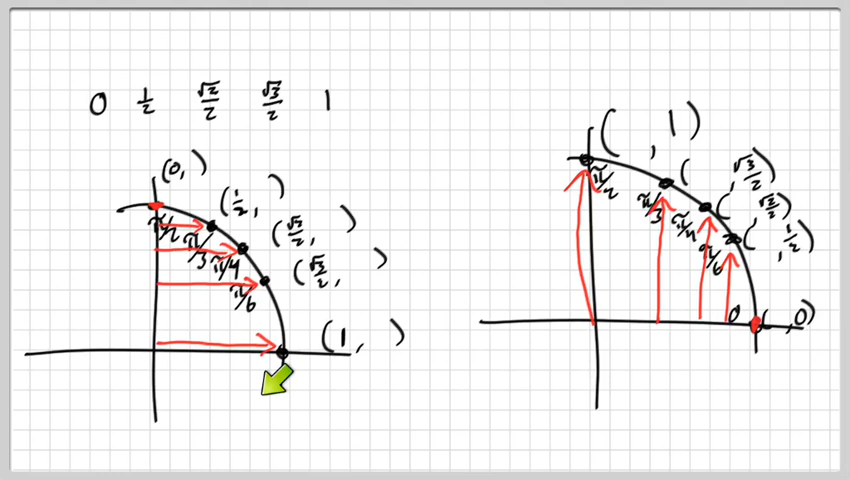 0 1/2 √2/2 √3/2 1
(0, )
(1/2, )
(√2/2, )
(√3/2, )
(1, )
π/2
π/3
π/4
π/6
( , 1)
( , √3/2)
( , √2/2)
( , 1/2)
( , 0)
π/2
π/3
π/4
π/6
0